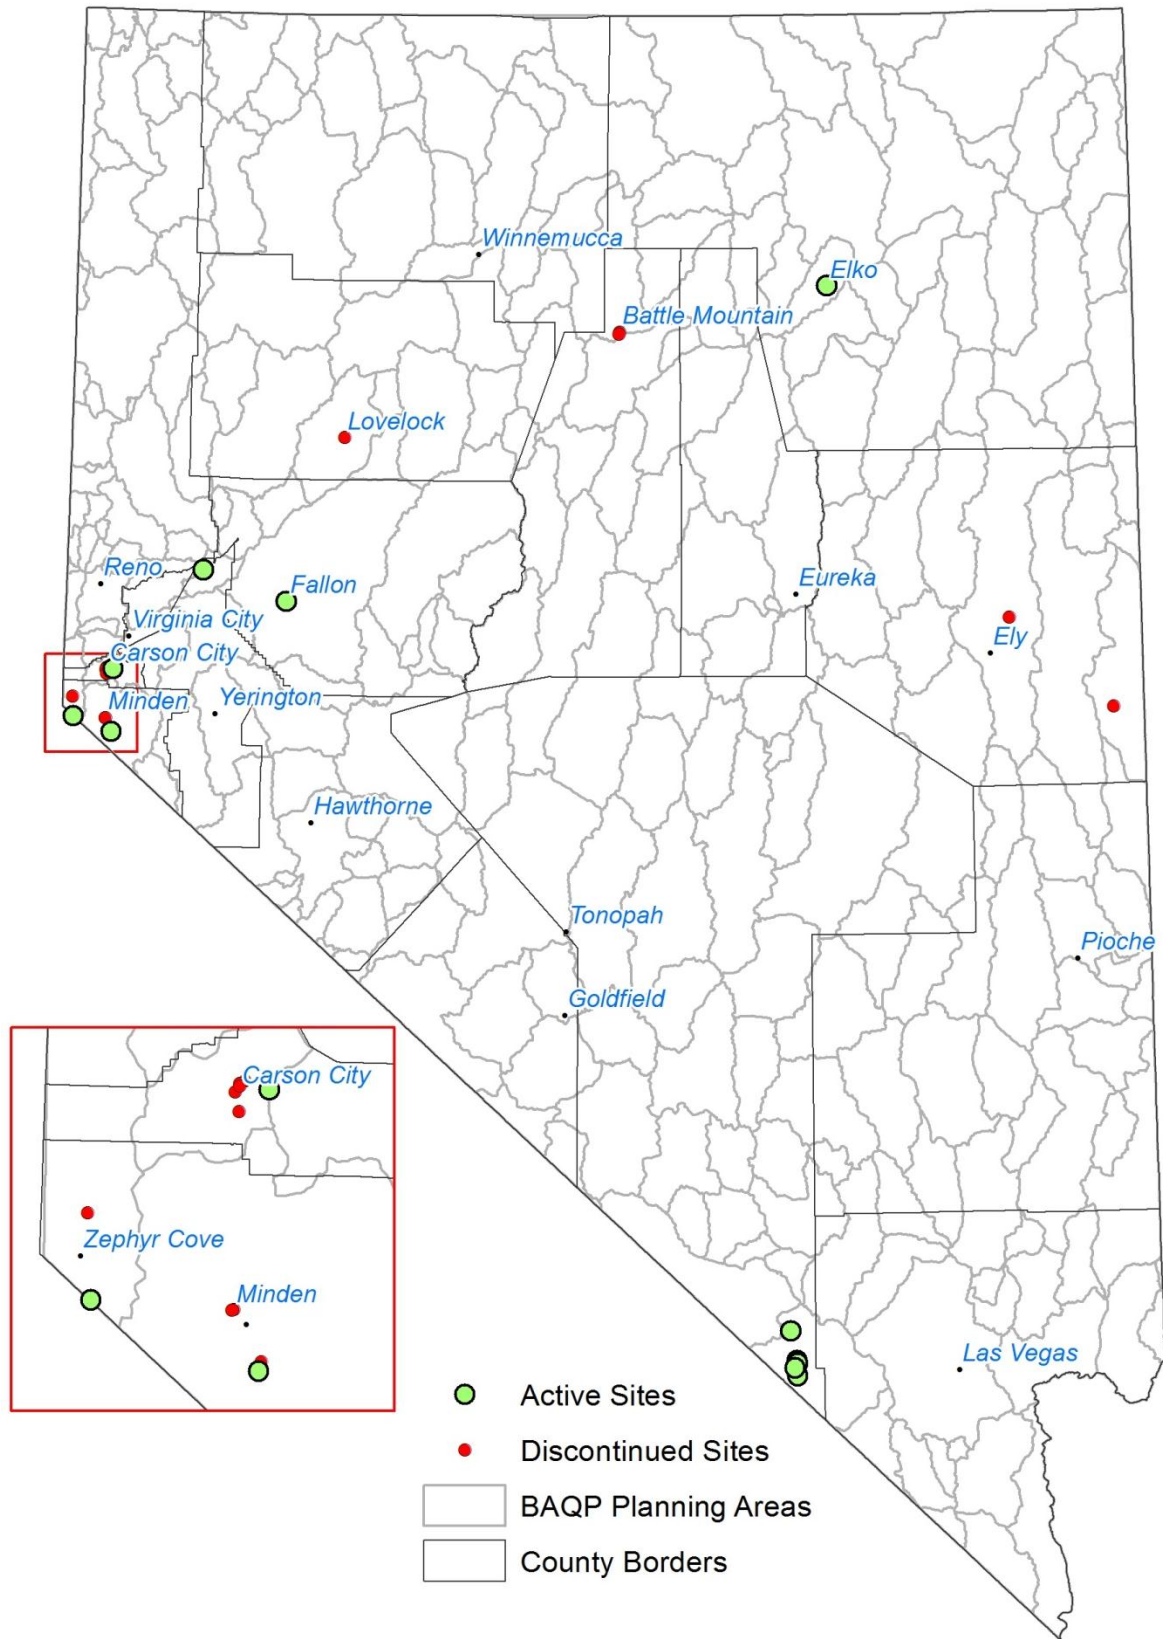 Winnemucca
Elko
Battle Mountain
Lovelock
Reno
Fallon
Eureka
Virginia City
Ely
Carson City
Minden
Yerington
Hawthorne
Tonopah
Pioche
Goldfield
Carson City
Zephyr Cove
Minden
Las Vegas
Active Sites
Discontinued Sites
BAQP Planning Areas
County Borders